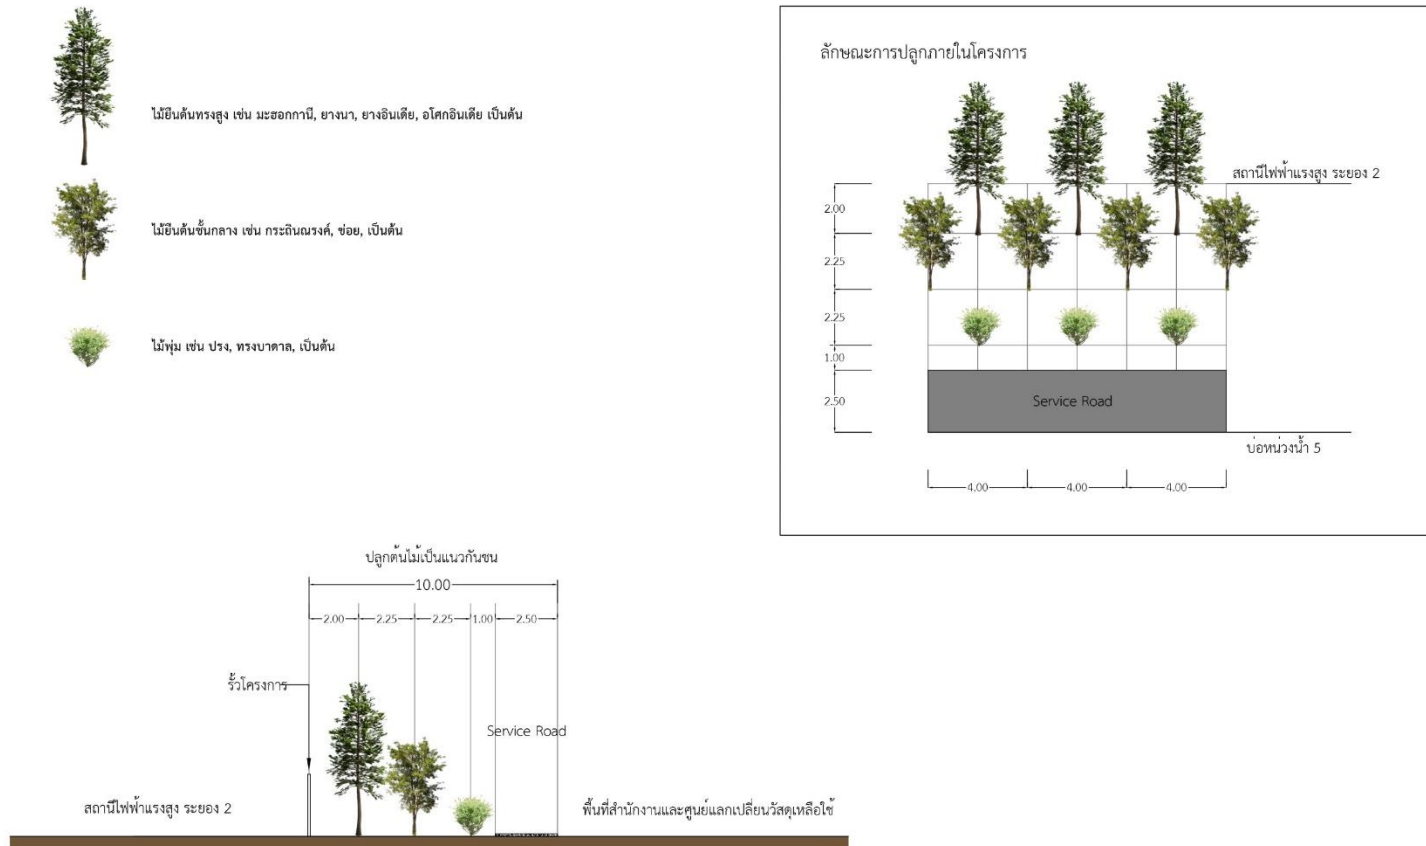 ไม้ยืนต้นทรงสูง เช่น มะฮอกกานี, ยางนา, ยางอินเดีย, อโศกอินเดีย เป็นต้น
ไม้ยืนต้นชั้นกลาง เช่น กระถินณรงค์, ข่อย, เป็นต้น
ไม้พุ่ม เช่น ปรง, ทรงบาดาล, เป็นต้น
ลักษณะการปลูกภายในโครงการ
สถานีไฟฟ้าแรงสูง ระยอง 2
2.00
2.25
2.25
1.00
2.50
Service Road
บ่อหน่วงน้ำ 5
4.00 4.00 4.00
ปลูกต้นไม้เป็นแนวกันชน
10.00
2.00 2.25 2.25 1.00 2.50
รั้วโครงการ
Service Road
สถานีไฟฟ้าแรงสูง ระยอง 2
พื้นที่สำนักงานและศูนย์แลกเปลี่ยนวัสดุเหลือใช้